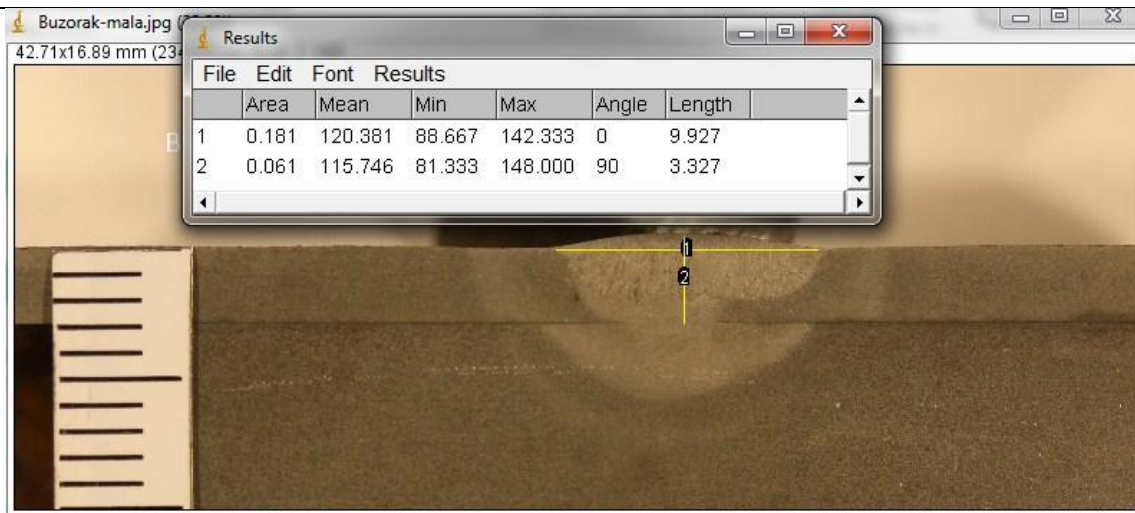 Buzorak-mala.jpg
42.71x16.89 mm (234
Results
File Edit Font Results
Area Mean Min Max Angle Length
1 0.181 120.381 88.667 142.333 0 9.927
2 0.061 115.746 81.333 148.000 90 3.327
B
1
2